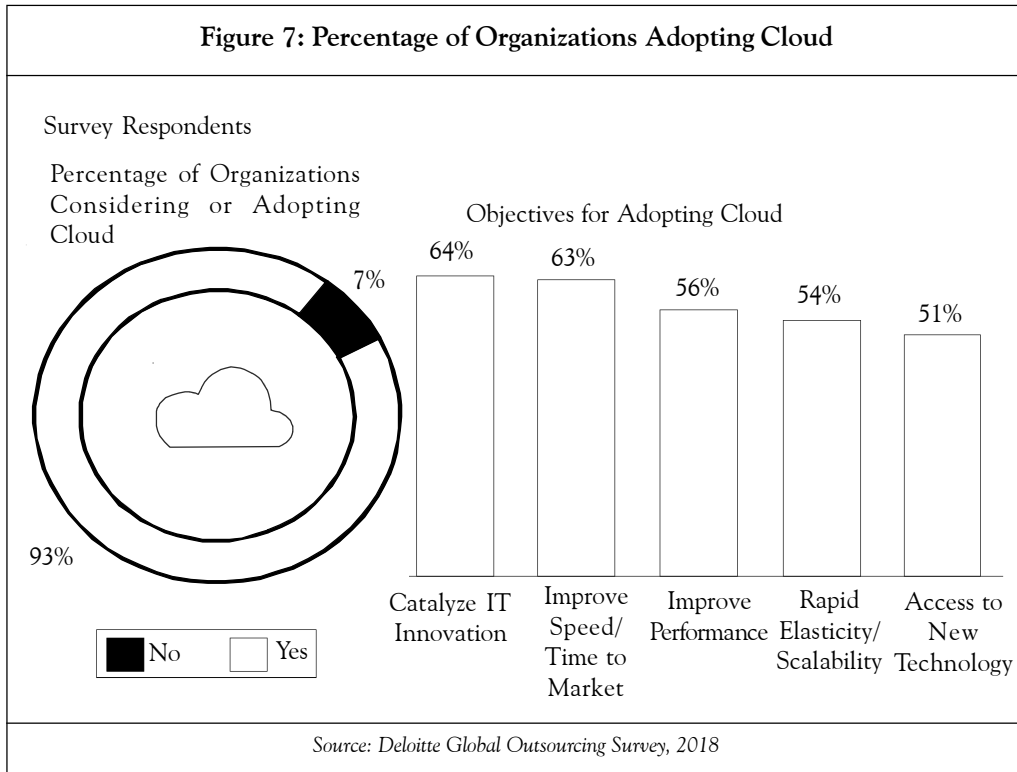 Figure 7: Percentage of Organizations Adopting Cloud
Survey Respondents
Percentage of Organizations
Considering or Adopting
Cloud
7%
93%
No
Yes
Objectives for Adopting Cloud
64%
63%
56%
54%
51%
Catalyze IT
Innovation
Improve
Speed/
Time to
Market
Improve
Performance
Rapid
Elasticity/
Scalability
Access to
New
Technology
Source: Deloitte Global Outsourcing Survey, 2018